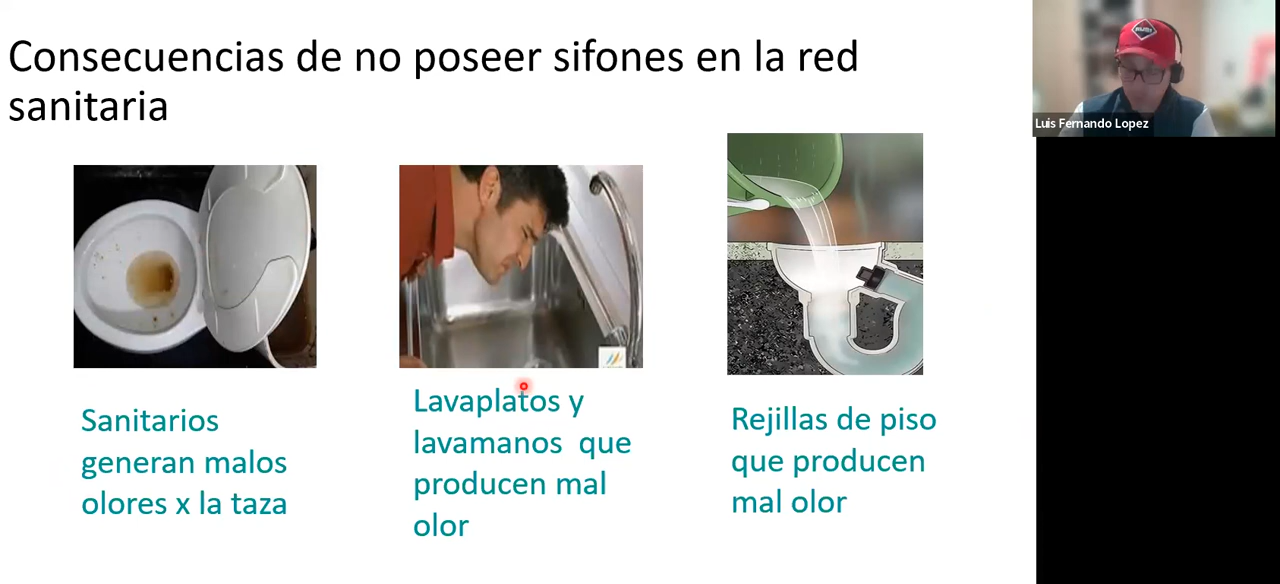 Consecuencias de no poseer sifones en la red
sanitaria
Luis Fernando Lopez
Sanitarios
generan malos
olores x la taza
Lavaplatos y
lavamanos que
producen mal
olor
Rejillas de piso
que producen
mal olor